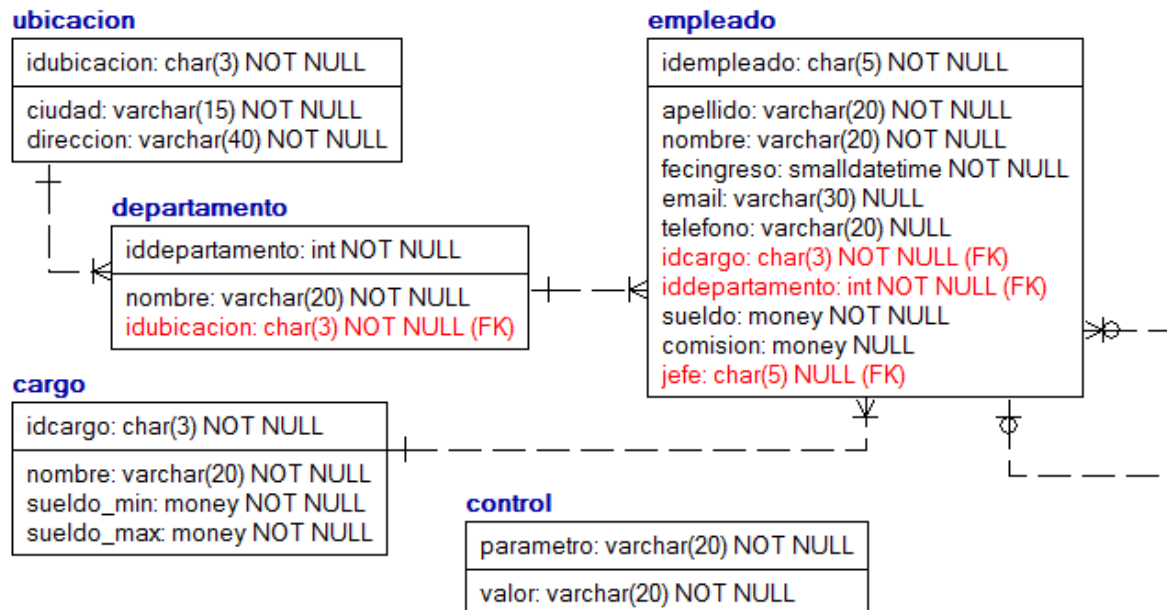 ubicacion
idubicacion: char(3) NOT NULL
ciudad: varchar(15) NOT NULL
direccion: varchar(40) NOT NULL
departamento
iddepartamento: int NOT NULL
nombre: varchar(20) NOT NULL
idubicacion: char(3) NOT NULL (FK)
cargo
idcargo: char(3) NOT NULL
nombre: varchar(20) NOT NULL
sueldo_min: money NOT NULL
sueldo_max: money NOT NULL
empleado
idempleado: char(5) NOT NULL
apellido: varchar(20) NOT NULL
nombre: varchar(20) NOT NULL
fecingreso: smalldatetime NOT NULL
email: varchar(30) NULL
telefono: varchar(20) NULL
idcargo: char(3) NOT NULL (FK)
iddepartamento: int NOT NULL (FK)
sueldo: money NOT NULL
comision: money NULL
jefe: char(5) NULL (FK)
control
parametro: varchar(20) NOT NULL
valor: varchar(20) NOT NULL